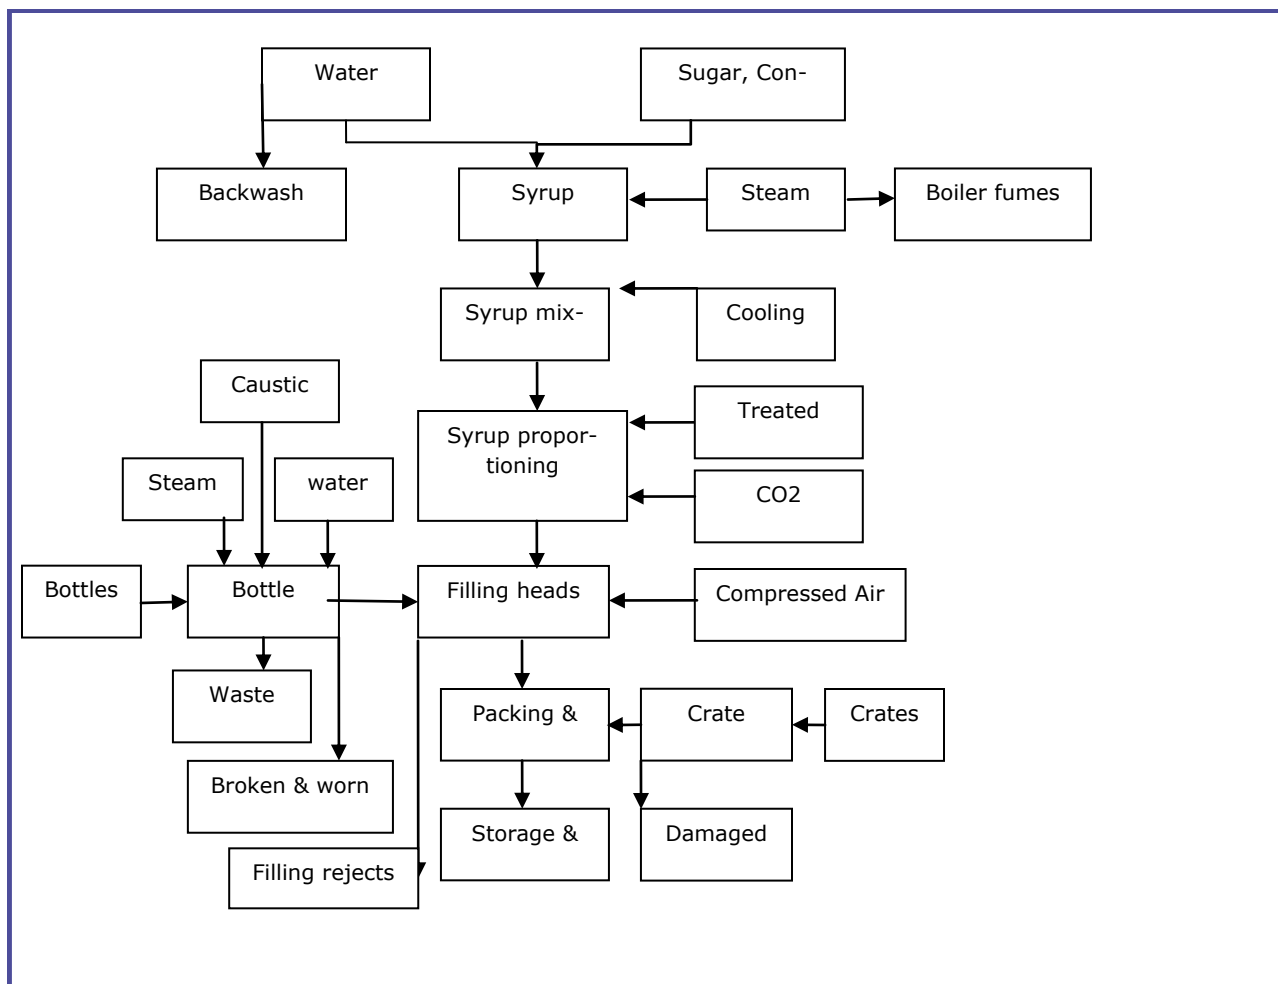 Water
Sugar, Con-
Backwash
Syrup
Steam
Boiler fumes
Syrup mix-
Cooling
Caustic
Treated
Syrup propor-
tioning
Steam
water
CO2
Bottles
Bottle
Filling heads
Compressed Air
Waste
Packing &
Crate
Crates
Broken & worn
Storage &
Damaged
Filling rejects